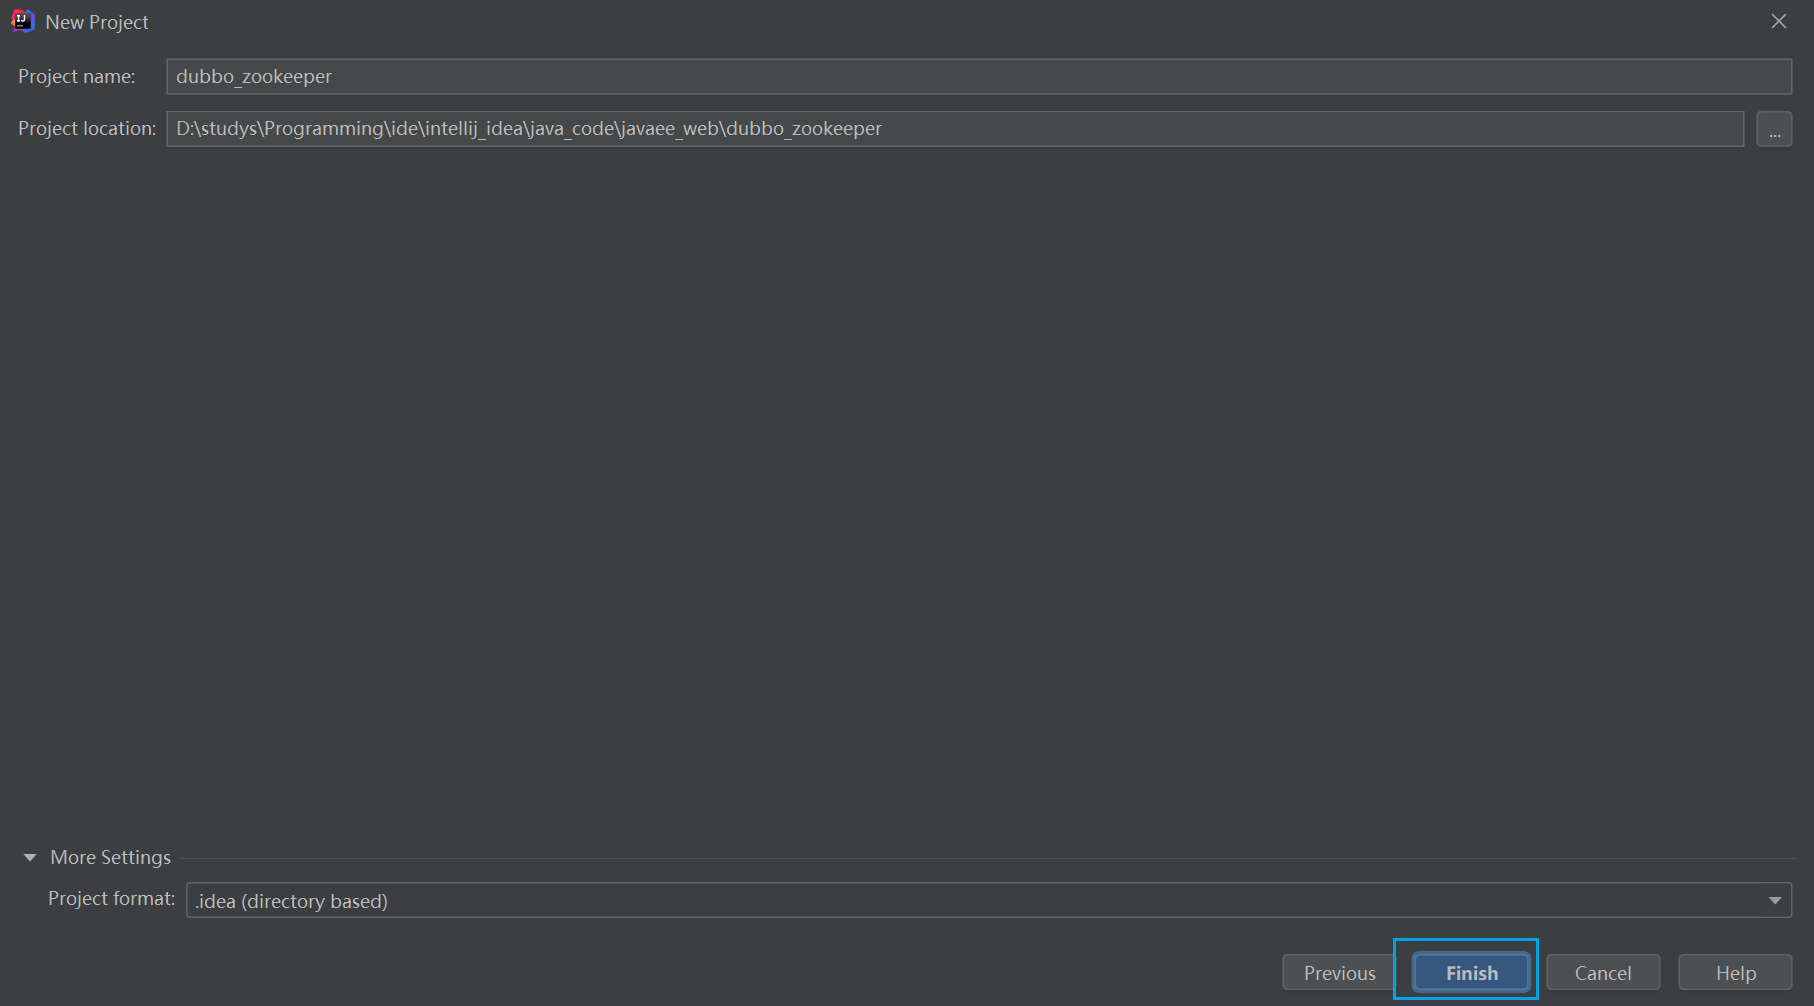 New Project
Project name: dubbo_zookeeper
Project location: D:\studys\Programming\ide\intellij_idea\java_code\javaee_web\dubbo_zookeeper ...
More Settings
Project format: .idea (directory based)
Previous Finish Cancel Help